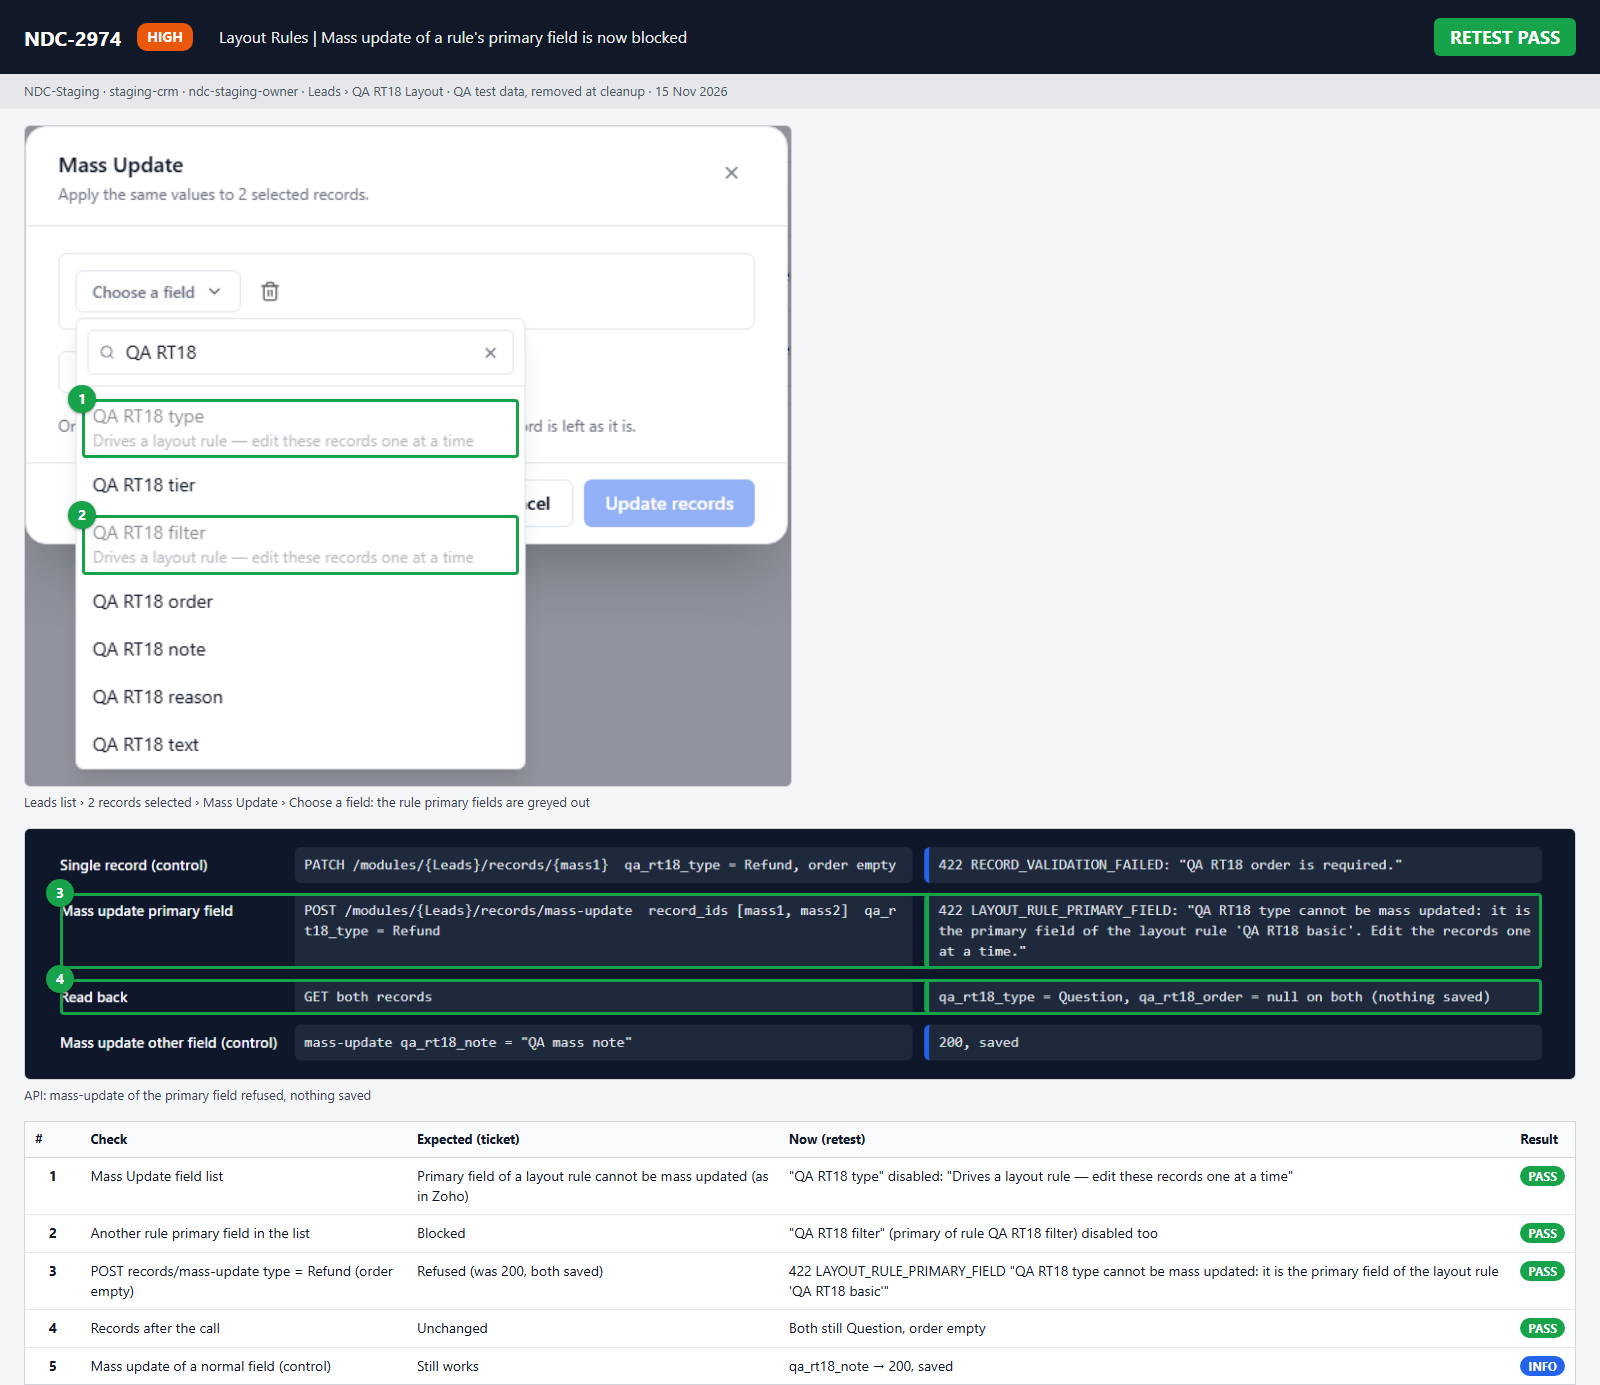 NDC-2974 HIGH Layout Rules | Mass update of a rule's primary field is now blocked RETEST PASS
NDC-Staging · staging-crm · ndc-staging-owner · Leads › QA RT18 Layout · QA test data, removed at cleanup · 15 Nov 2026
Mass Update
Apply the same values to 2 selected records.
Choose a field
QA RT18
1
QA RT18 type
Drives a layout rule — edit these records one at a time
rd is left as it is.
QA RT18 tier
2
QA RT18 filter
Drives a layout rule — edit these records one at a time
Update records
QA RT18 order
QA RT18 note
QA RT18 reason
QA RT18 text
Leads list › 2 records selected › Mass Update › Choose a field: the rule primary fields are greyed out
Single record (control) PATCH /modules/{Leads}/records/{mass1} qa_rt18_type = Refund, order empty 422 RECORD_VALIDATION_FAILED: "QA RT18 order is required."
3
Mass update primary field POST /modules/{Leads}/records/mass-update record_ids [mass1, mass2] qa_r 422 LAYOUT_RULE_PRIMARY_FIELD: "QA RT18 type cannot be mass updated: it is
t18_type = Refund the primary field of the layout rule 'QA RT18 basic'. Edit the records one
at a time."
4
Read back GET both records qa_rt18_type = Question, qa_rt18_order = null on both (nothing saved)
Mass update other field (control) mass-update qa_rt18_note = "QA mass note" 200, saved
API: mass-update of the primary field refused, nothing saved
# Check Expected (ticket) Now (retest) Result
1 Mass Update field list Primary field of a layout rule cannot be mass updated (as "QA RT18 type" disabled: "Drives a layout rule — edit these records one at a time" PASS
in Zoho)
2 Another rule primary field in the list Blocked "QA RT18 filter" (primary of rule QA RT18 filter) disabled too PASS
3 POST records/mass-update type = Refund (order Refused (was 200, both saved) 422 LAYOUT_RULE_PRIMARY_FIELD "QA RT18 type cannot be mass updated: it is the primary field of the layout rule PASS
empty) 'QA RT18 basic'"
4 Records after the call Unchanged Both still Question, order empty PASS
5 Mass update of a normal field (control) Still works qa_rt18_note → 200, saved INFO